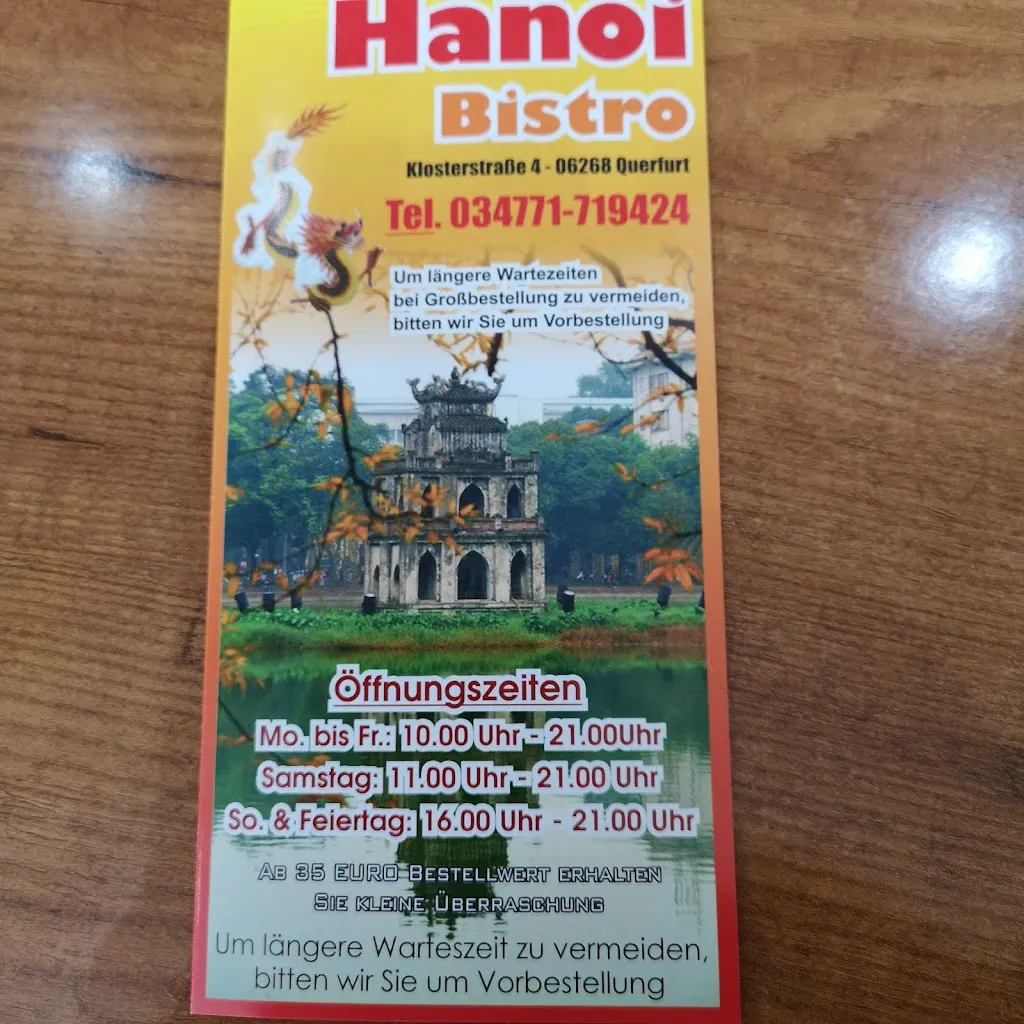 Hanoi
Bistro
Klosterstraße 4 - 06268 Querfurt
Tel. 034771-719424
Um längere Wartezeiten
bei Großbestellung zu vermeiden,
bitten wir Sie um Vorbestellung
Öffnungszeiten
Mo. bis Fr.: 10.00 Uhr - 21.00Uhr
Samstag: 11.00 Uhr - 21.00 Uhr
So. & Feiertag: 16.00 Uhr - 21.00 Uhr
AB 35 EURO BESTELLWERT ERHALTEN
SIE KLEINE ÜBERRASCHUNG
Um längere Warteszeit zu vermeiden,
bitten wir Sie um Vorbestellung